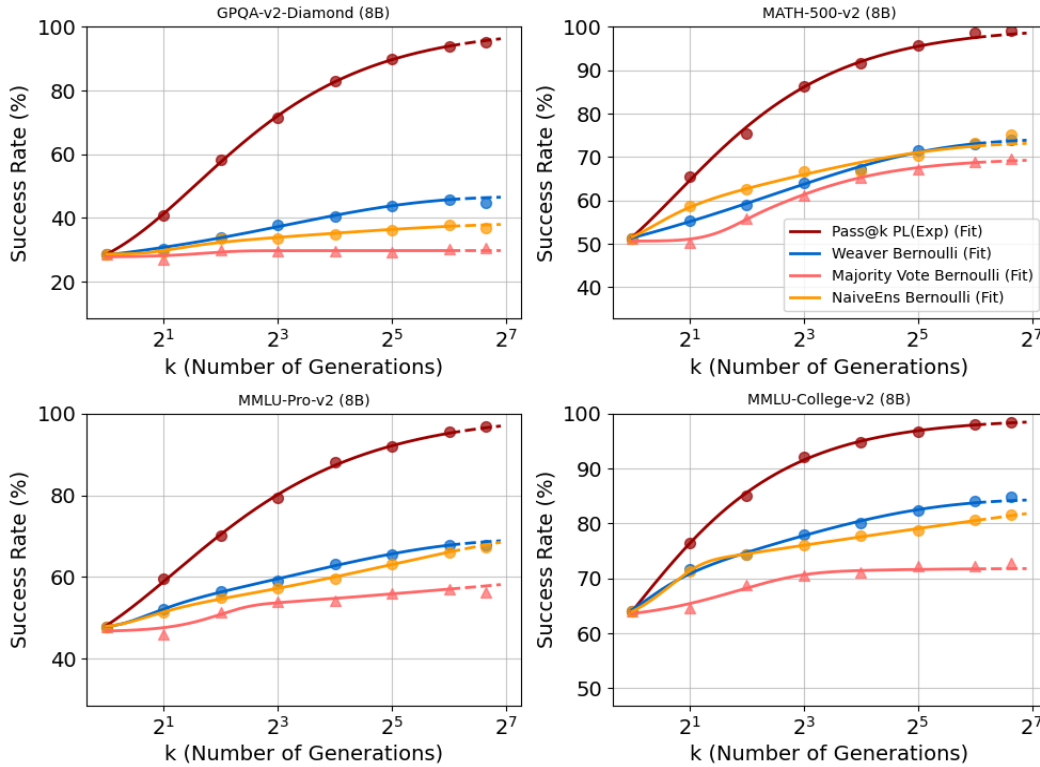 GPQA-v2-Diamond (8B)
Success Rate (%)
100
80
60
40
20
2^1
2^3
2^5
2^7
k (Number of Generations)
MATH-500-v2 (8B)
Success Rate (%)
100
90
80
70
60
50
40
Pass@k PL(Exp) (Fit)
Weaver Bernoulli (Fit)
Majority Vote Bernoulli (Fit)
NaiveEns Bernoulli (Fit)
2^1
2^3
2^5
2^7
k (Number of Generations)
MMLU-Pro-v2 (8B)
Success Rate (%)
100
80
60
40
2^1
2^3
2^5
2^7
k (Number of Generations)
MMLU-College-v2 (8B)
Success Rate (%)
100
90
80
70
60
50
2^1
2^3
2^5
2^7
k (Number of Generations)